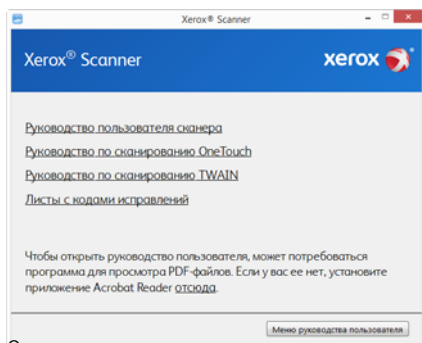 Xerox® Scanner
Xerox® Scanner
xerox
Руководство пользователя сканера
Руководство по сканированию OneTouch
Руководство по сканированию TWAIN
Листы с кодами исправлений
Чтобы открыть руководство пользователя, может потребоваться
программа для просмотра PDF-файлов. Если у вас ее нет, установите
приложение Acrobat Reader отсюда.
Меню руководства пользователя